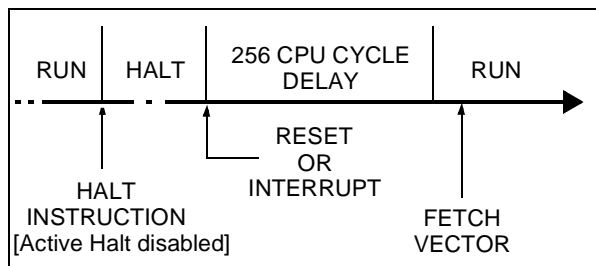 RUN HALT 256 CPU CYCLE DELAY RUN
RESET
OR
INTERRUPT
HALT
INSTRUCTION
[Active Halt disabled]
FETCH
VECTOR